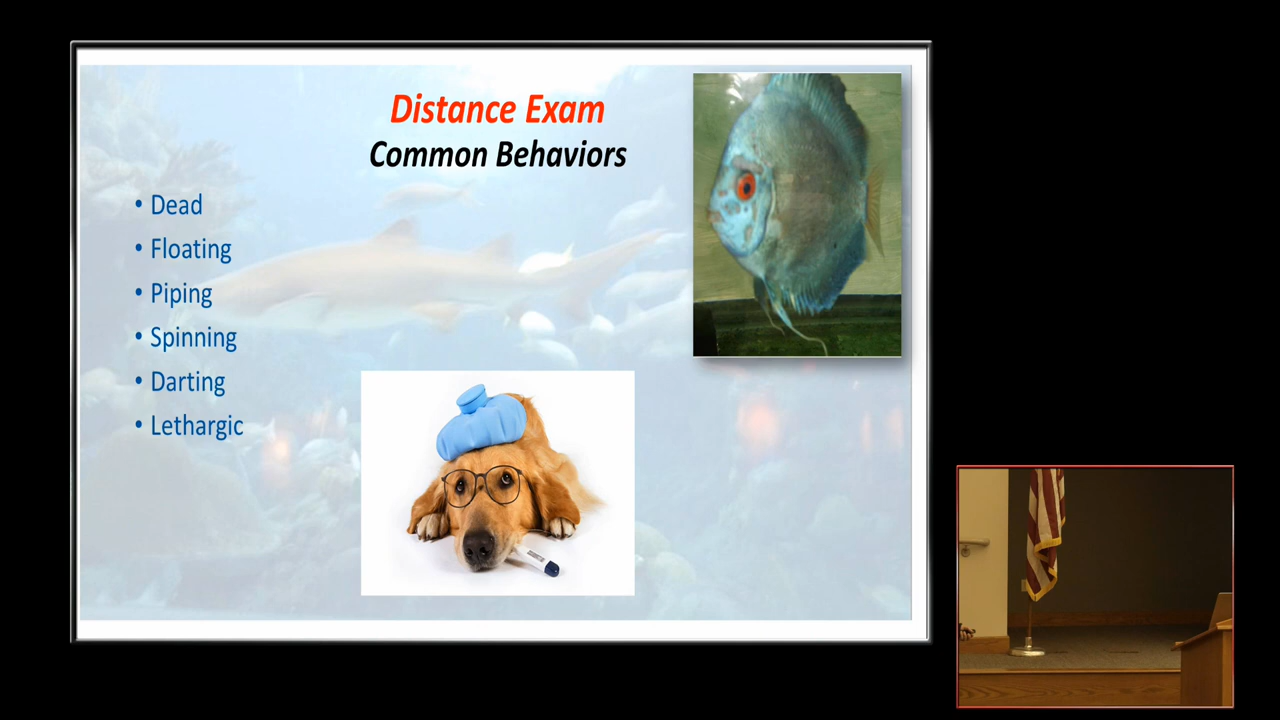 Distance Exam
Common Behaviors
• Dead
• Floating
• Piping
• Spinning
• Darting
• Lethargic